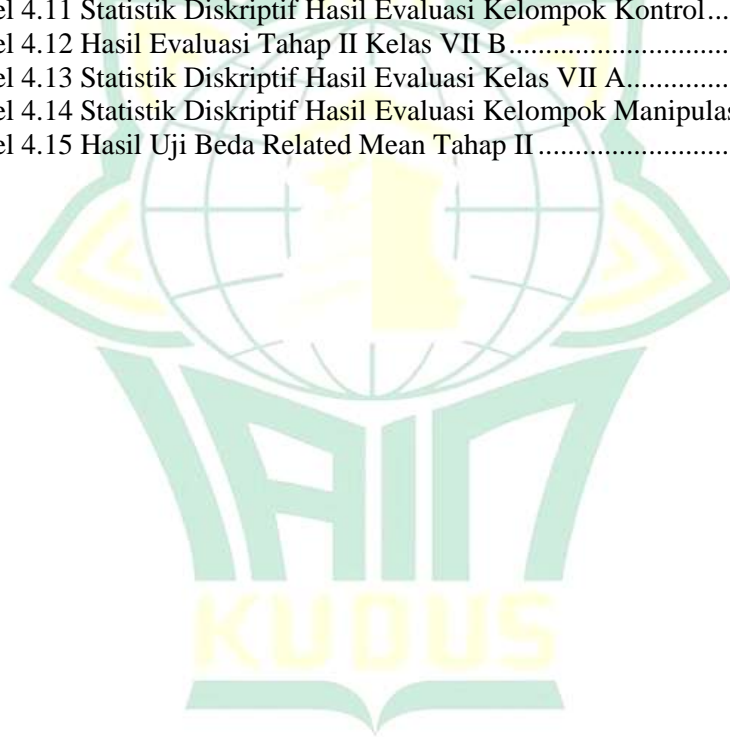 el 4.11 Statistik Diskriptif Hasil Evaluasi Kelompok Kontrol....
el 4.12 Hasil Evaluasi Tahap II Kelas VII B............................
el 4.13 Statistik Diskriptif Hasil Evaluasi Kelas VII A.............
el 4.14 Statistik Diskriptif Hasil Evaluasi Kelompok Manipulas
el 4.15 Hasil Uji Beda Related Mean Tahap II .........................
IAIN
KUDUS